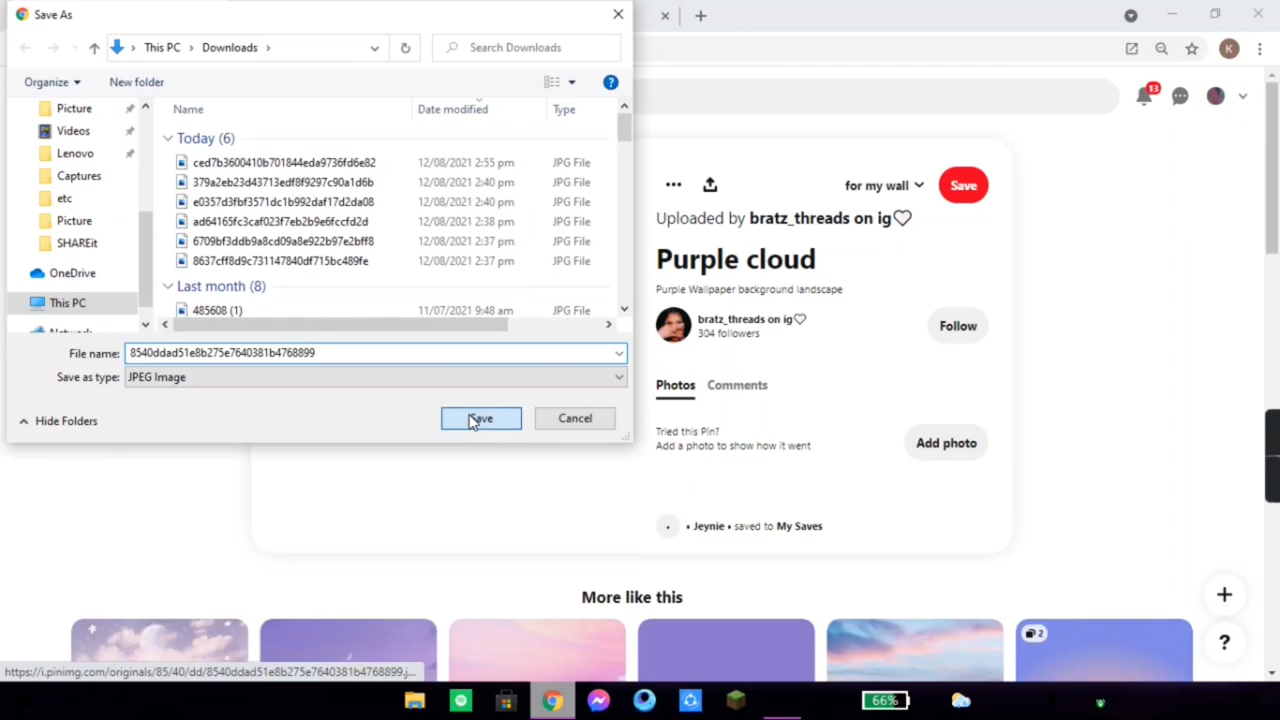 Save As
This PC
Downloads
Search Downloads
Organize
New folder
Picture
Videos
Lenovo
Captures
etc
Picture
SHAREit
OneDrive
This PC
Network
Name
Date modified
Type
Today (6)
ced7b3600410b701844eda9736fd6e82 12/08/2021 2:55 pm JPG File
379a2eb23d43713edf8f9297c90a1d6b 12/08/2021 2:40 pm JPG File
e0357d3fbf3571dc1b992daf17d2da08 12/08/2021 2:40 pm JPG File
ad64165fc3caf023f7eb2b9e6fccfd2d 12/08/2021 2:38 pm JPG File
6709bf3ddb9a8cd09a8e922b97e2bff8 12/08/2021 2:37 pm JPG File
8637cff8d9c731147840df715bc489fe 12/08/2021 2:37 pm JPG File
Last month (8)
485608 (1) 11/07/2021 9:48 am JPG File
File name: 8540ddad51e8b275e7640381b4768899
Save as type: JPEG Image
Hide Folders
Save
Cancel
K
13
for my wall
Save
Uploaded by bratz_threads on ig♡
Purple cloud
Purple Wallpaper background landscape
bratz_threads on ig♡
304 followers
Follow
Photos
Comments
Tried this Pin?
Add a photo to show how it went
Add photo
• Jeynie • saved to My Saves
More like this
2
?
https://i.pinimg.com/originals/85/40/dd/8540ddad51e8b275e7640381b4768899.j...
66%